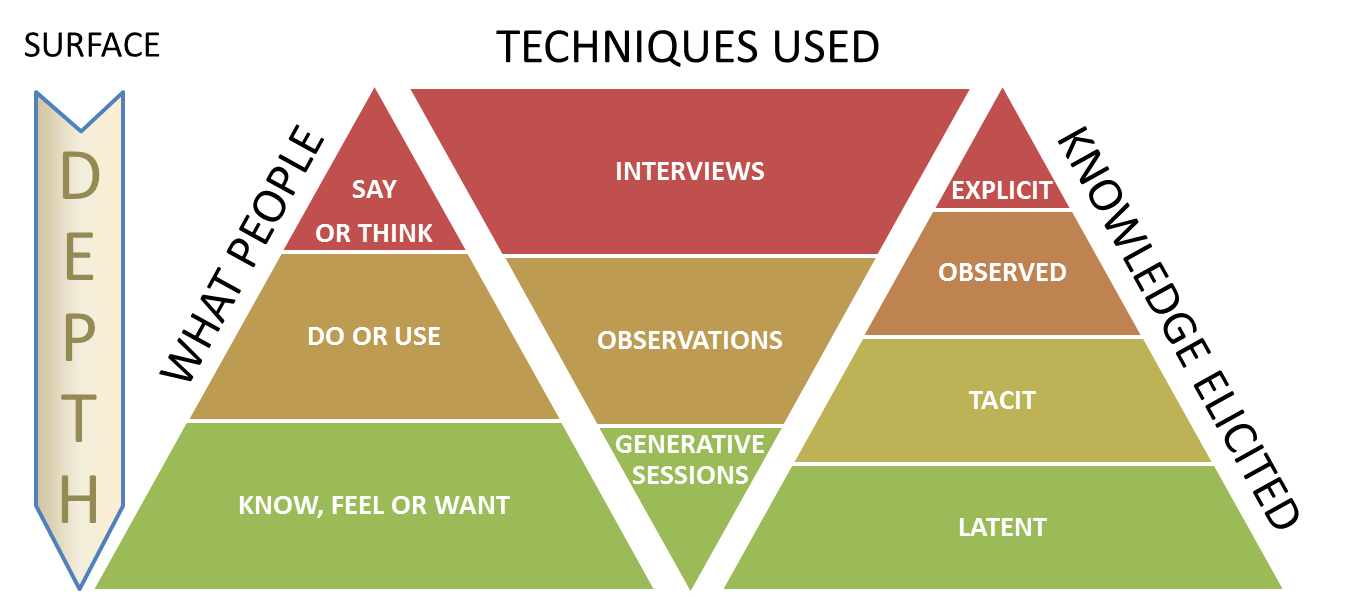 SURFACE
TECHNIQUES USED
DEPTH
WHAT PEOPLE
SAY
OR THINK
DO OR USE
KNOW, FEEL OR WANT
INTERVIEWS
OBSERVATIONS
GENERATIVE
SESSIONS
KNOWLEDGE ELICITED
EXPLICIT
OBSERVED
TACIT
LATENT